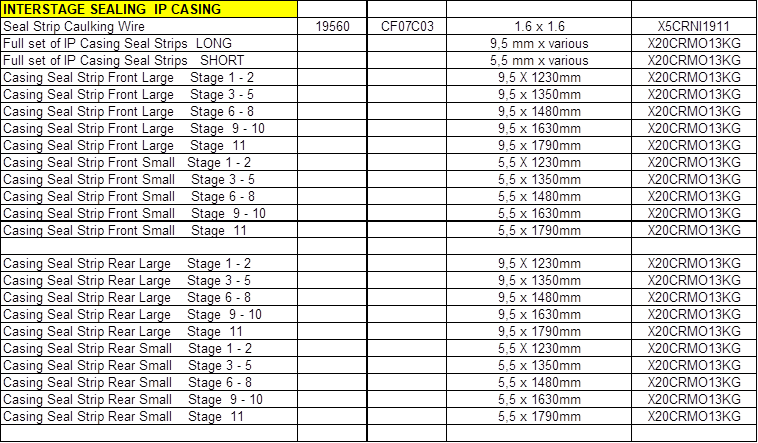 INTERSTAGE SEALING IP CASING
Seal Strip Caulking Wire 19560 CF07C03 1.6 x 1.6 X5CRNI1911
Full set of IP Casing Seal Strips LONG 9,5 mm x various X20CRMO13KG
Full set of IP Casing Seal Strips SHORT 5,5 mm x various X20CRMO13KG
Casing Seal Strip Front Large Stage 1 - 2 9,5 X 1230mm X20CRMO13KG
Casing Seal Strip Front Large Stage 3 - 5 9,5 x 1350mm X20CRMO13KG
Casing Seal Strip Front Large Stage 6 - 8 9,5 x 1480mm X20CRMO13KG
Casing Seal Strip Front Large Stage 9 - 10 9,5 x 1630mm X20CRMO13KG
Casing Seal Strip Front Large Stage 11 9,5 x 1790mm X20CRMO13KG
Casing Seal Strip Front Small Stage 1 - 2 5,5 X 1230mm X20CRMO13KG
Casing Seal Strip Front Small Stage 3 - 5 5,5 x 1350mm X20CRMO13KG
Casing Seal Strip Front Small Stage 6 - 8 5,5 x 1480mm X20CRMO13KG
Casing Seal Strip Front Small Stage 9 - 10 5,5 x 1630mm X20CRMO13KG
Casing Seal Strip Front Small Stage 11 5,5 x 1790mm X20CRMO13KG
Casing Seal Strip Rear Large Stage 1 - 2 9,5 X 1230mm X20CRMO13KG
Casing Seal Strip Rear Large Stage 3 - 5 9,5 x 1350mm X20CRMO13KG
Casing Seal Strip Rear Large Stage 6 - 8 9,5 x 1480mm X20CRMO13KG
Casing Seal Strip Rear Large Stage 9 - 10 9,5 x 1630mm X20CRMO13KG
Casing Seal Strip Rear Large Stage 11 9,5 x 1790mm X20CRMO13KG
Casing Seal Strip Rear Small Stage 1 - 2 5,5 X 1230mm X20CRMO13KG
Casing Seal Strip Rear Small Stage 3 - 5 5,5 x 1350mm X20CRMO13KG
Casing Seal Strip Rear Small Stage 6 - 8 5,5 x 1480mm X20CRMO13KG
Casing Seal Strip Rear Small Stage 9 - 10 5,5 x 1630mm X20CRMO13KG
Casing Seal Strip Rear Small Stage 11 5,5 x 1790mm X20CRMO13KG